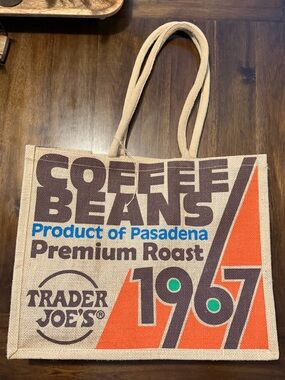 COFFEE
BEANS
Product of Pasadena
Premium Roast
1967
TRADER
JOE'S®